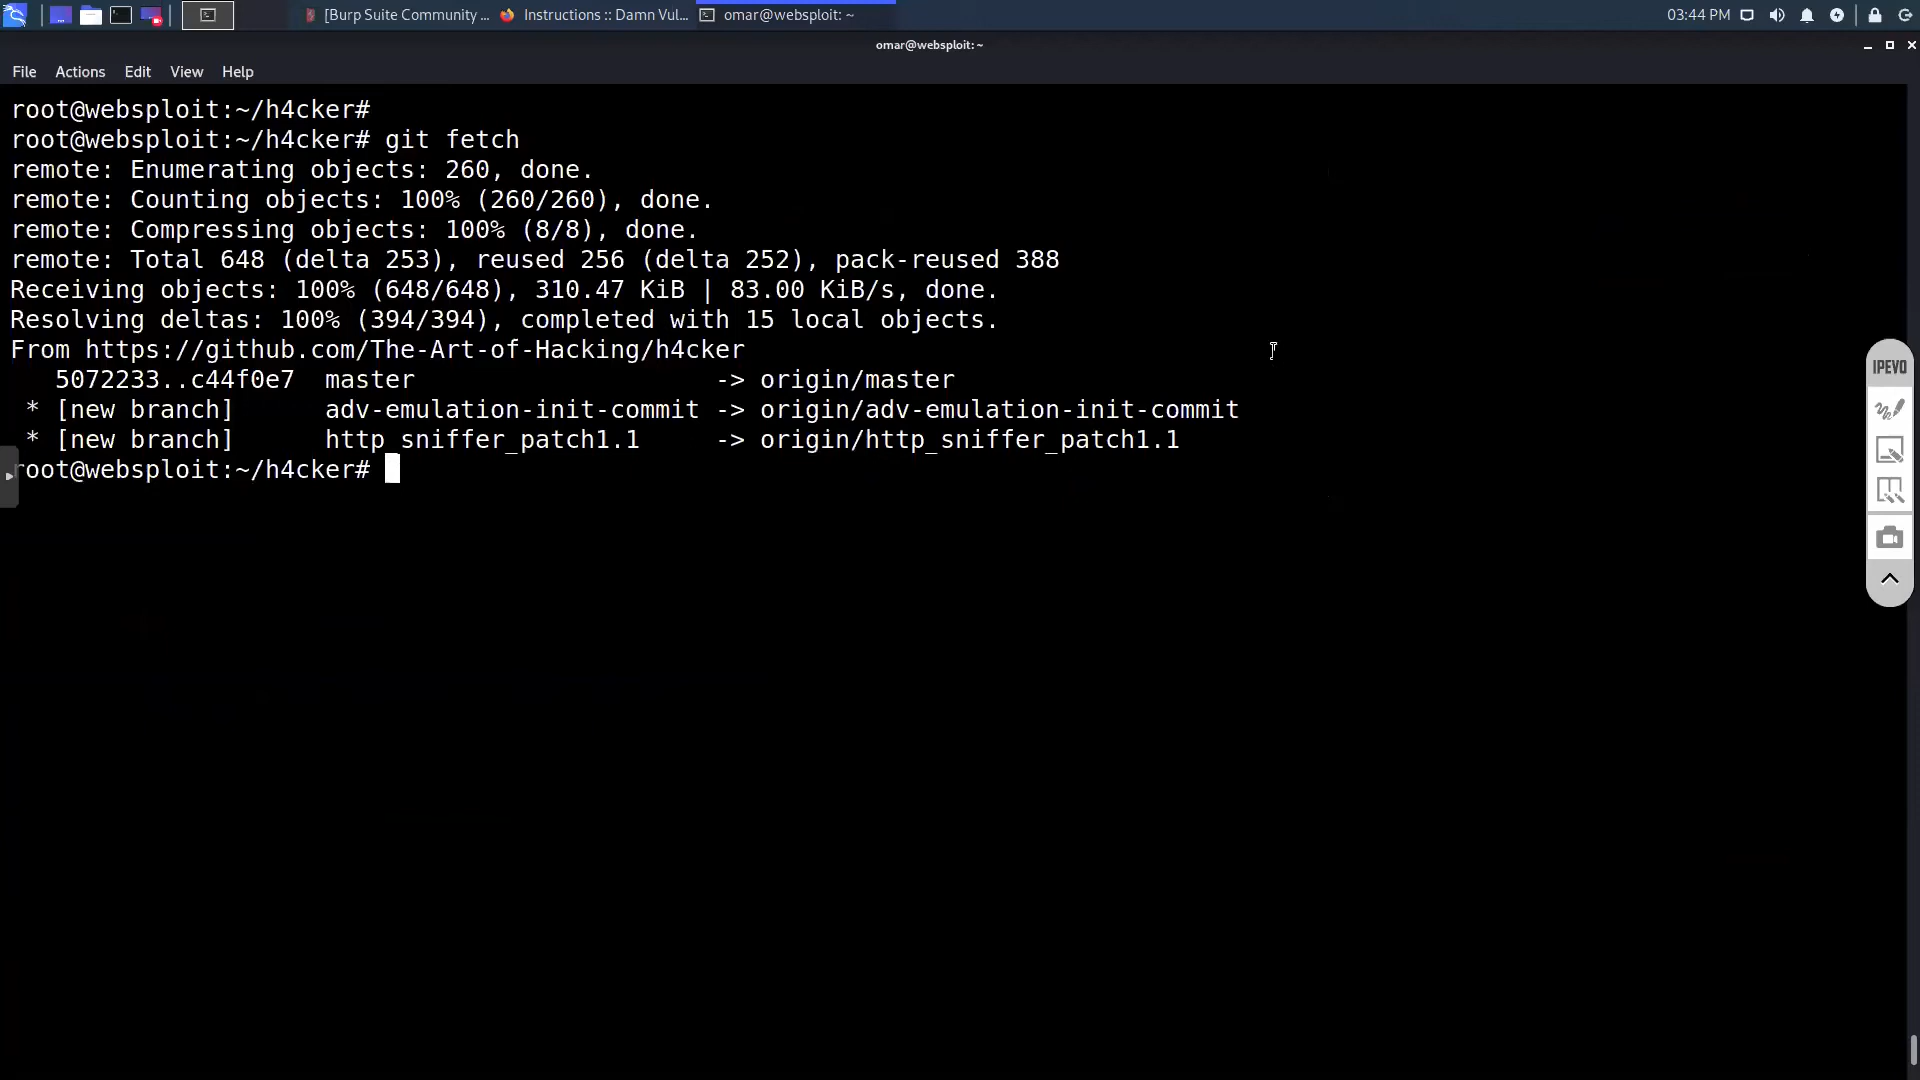 [Burp Suite Community ... Instructions :: Damn Vul... omar@websploit: ~ 03:44 PM
omar@websploit: ~
File Actions Edit View Help
root@websploit:~/h4cker#
root@websploit:~/h4cker# git fetch
remote: Enumerating objects: 260, done.
remote: Counting objects: 100% (260/260), done.
remote: Compressing objects: 100% (8/8), done.
remote: Total 648 (delta 253), reused 256 (delta 252), pack-reused 388
Receiving objects: 100% (648/648), 310.47 KiB | 83.00 KiB/s, done.
Resolving deltas: 100% (394/394), completed with 15 local objects.
From https://github.com/The-Art-of-Hacking/h4cker
5072233..c44f0e7 master -> origin/master
* [new branch] adv-emulation-init-commit -> origin/adv-emulation-init-commit
* [new branch] http_sniffer_patch1.1 -> origin/http_sniffer_patch1.1
root@websploit:~/h4cker#
IPEVO